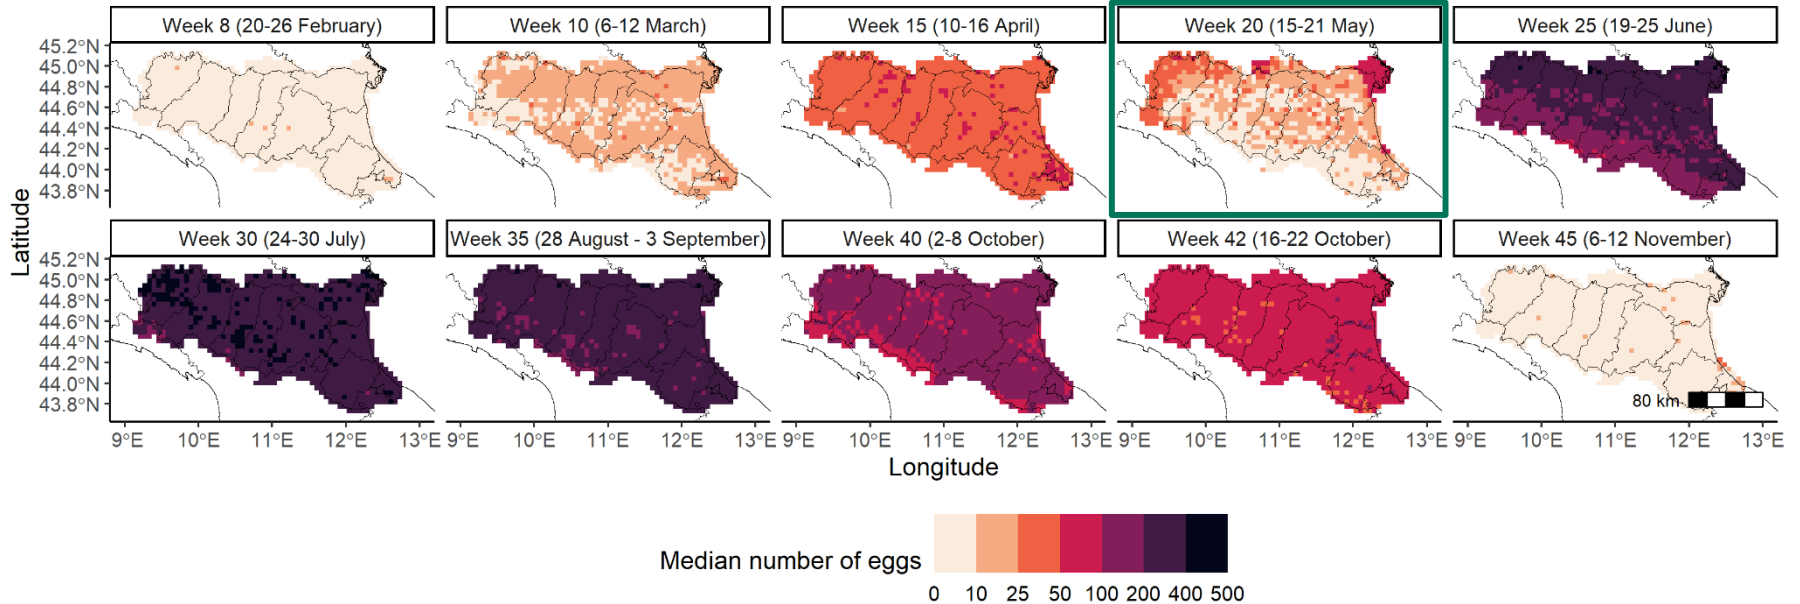 Week 8 (20-26 February)
Week 10 (6-12 March)
Week 15 (10-16 April)
Week 20 (15-21 May)
Week 25 (19-25 June)
45.2°N
45.0°N
44.8°N
44.6°N
44.4°N
44.2°N
44.0°N
43.8°N
Latitude
Week 30 (24-30 July)
Week 35 (28 August - 3 September)
Week 40 (2-8 October)
Week 42 (16-22 October)
Week 45 (6-12 November)
45.2°N
45.0°N
44.8°N
44.6°N
44.4°N
44.2°N
44.0°N
43.8°N
80 km
9°E 10°E 11°E 12°E 13°E 9°E 10°E 11°E 12°E 13°E 9°E 10°E 11°E 12°E 13°E 9°E 10°E 11°E 12°E 13°E 9°E 10°E 11°E 12°E 13°E
Longitude
Median number of eggs
0 10 25 50 100 200 400 500